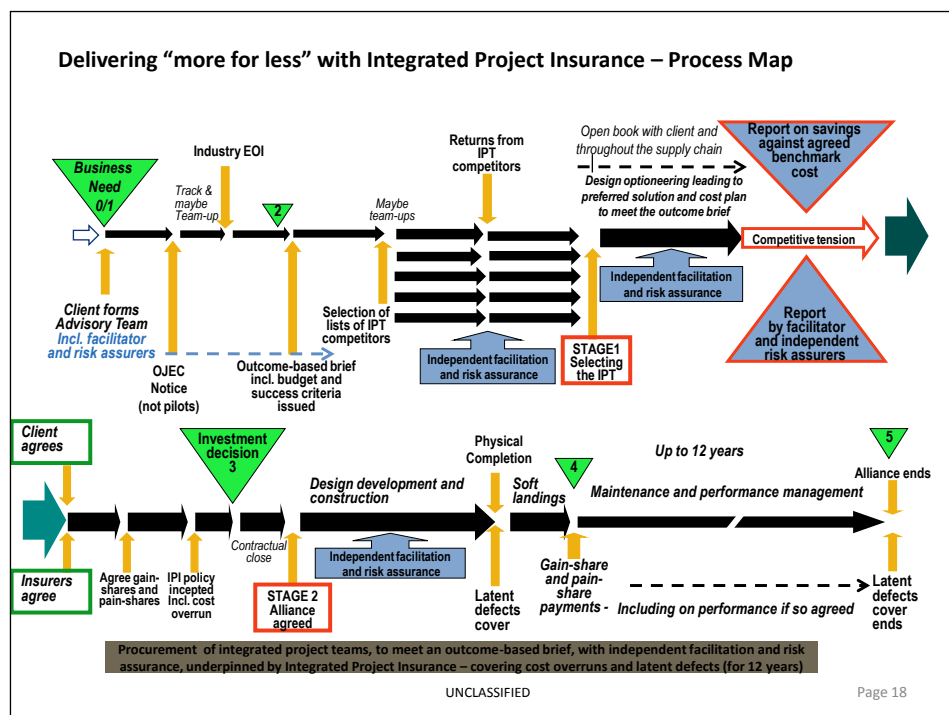 Delivering “more for less” with Integrated Project Insurance – Process Map
Business
Need
0/1
Industry EOI
Track &
maybe
Team-up
2
Maybe
team-ups
Returns from
IPT
competitors
Open book with client and
throughout the supply chain
Design optioneering leading to
preferred solution and cost plan
to meet the outcome brief
Report on savings
against agreed
benchmark
cost
Competitive tension
Independent facilitation
and risk assurance
Client forms
Advisory Team
Incl. facilitator
and risk assurers
OJEC
Notice
(not pilots)
Outcome-based brief
incl. budget and
success criteria
issued
Selection of
lists of IPT
competitors
Independent facilitation
and risk assurance
STAGE1
Selecting
the IPT
Report
by facilitator
and independent
risk assurers
Client
agrees
Investment
decision
3
Design development and
construction
Physical
Completion
Soft
landings
4
Up to 12 years
Maintenance and performance management
5
Alliance ends
Insurers
agree
Agree gain-
shares and
pain-shares
IPI policy
incepted
Incl. cost
overrun
Contractual
close
STAGE 2
Alliance
agreed
Independent facilitation
and risk assurance
Latent
defects
cover
Gain-share
and pain-
share
payments -
Including on performance if so agreed
Latent
defects
cover
ends
Procurement of integrated project teams, to meet an outcome-based brief, with independent facilitation and risk
assurance, underpinned by Integrated Project Insurance – covering cost overruns and latent defects (for 12 years)
UNCLASSIFIED
Page 18